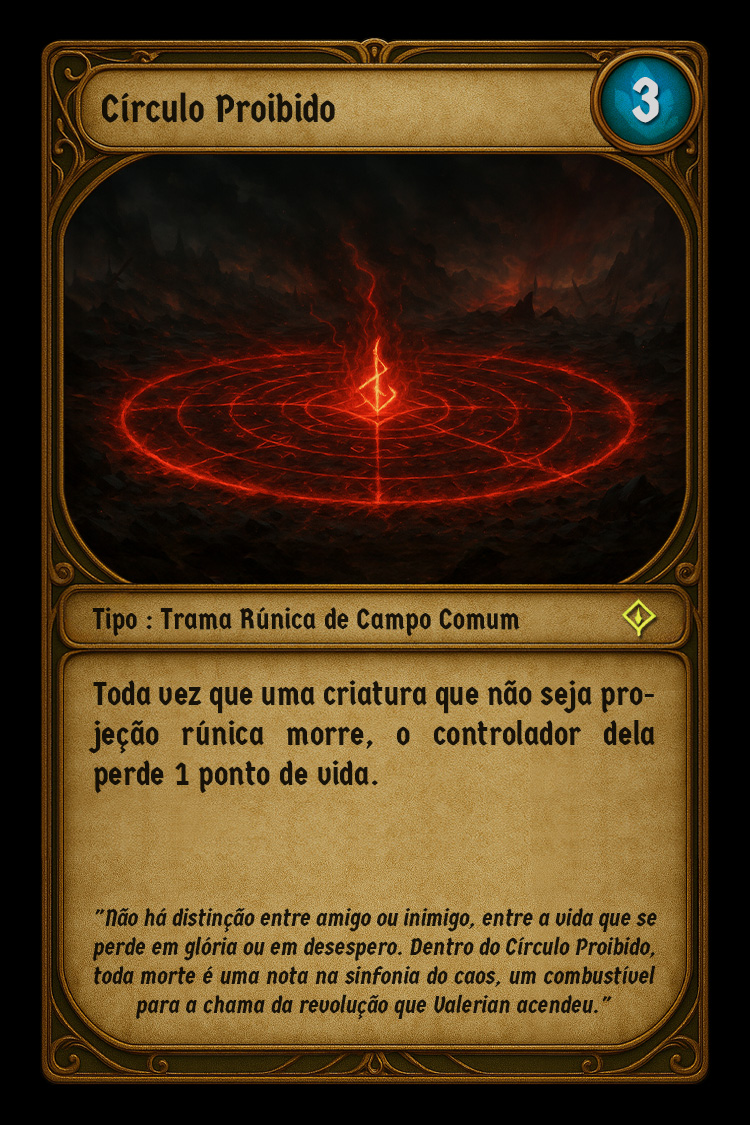 Círculo Proibido
3
Tipo : Trama Rúnica de Campo Comum
Toda vez que uma criatura que não seja pro-
jeção rúnica morre, o controlador dela
perde 1 ponto de vida.
"Não há distinção entre amigo ou inimigo, entre a vida que se
perde em glória ou em desespero. Dentro do Círculo Proibido,
toda morte é uma nota na sinfonia do caos, um combustível
para a chama da revolução que Valerian acendeu."